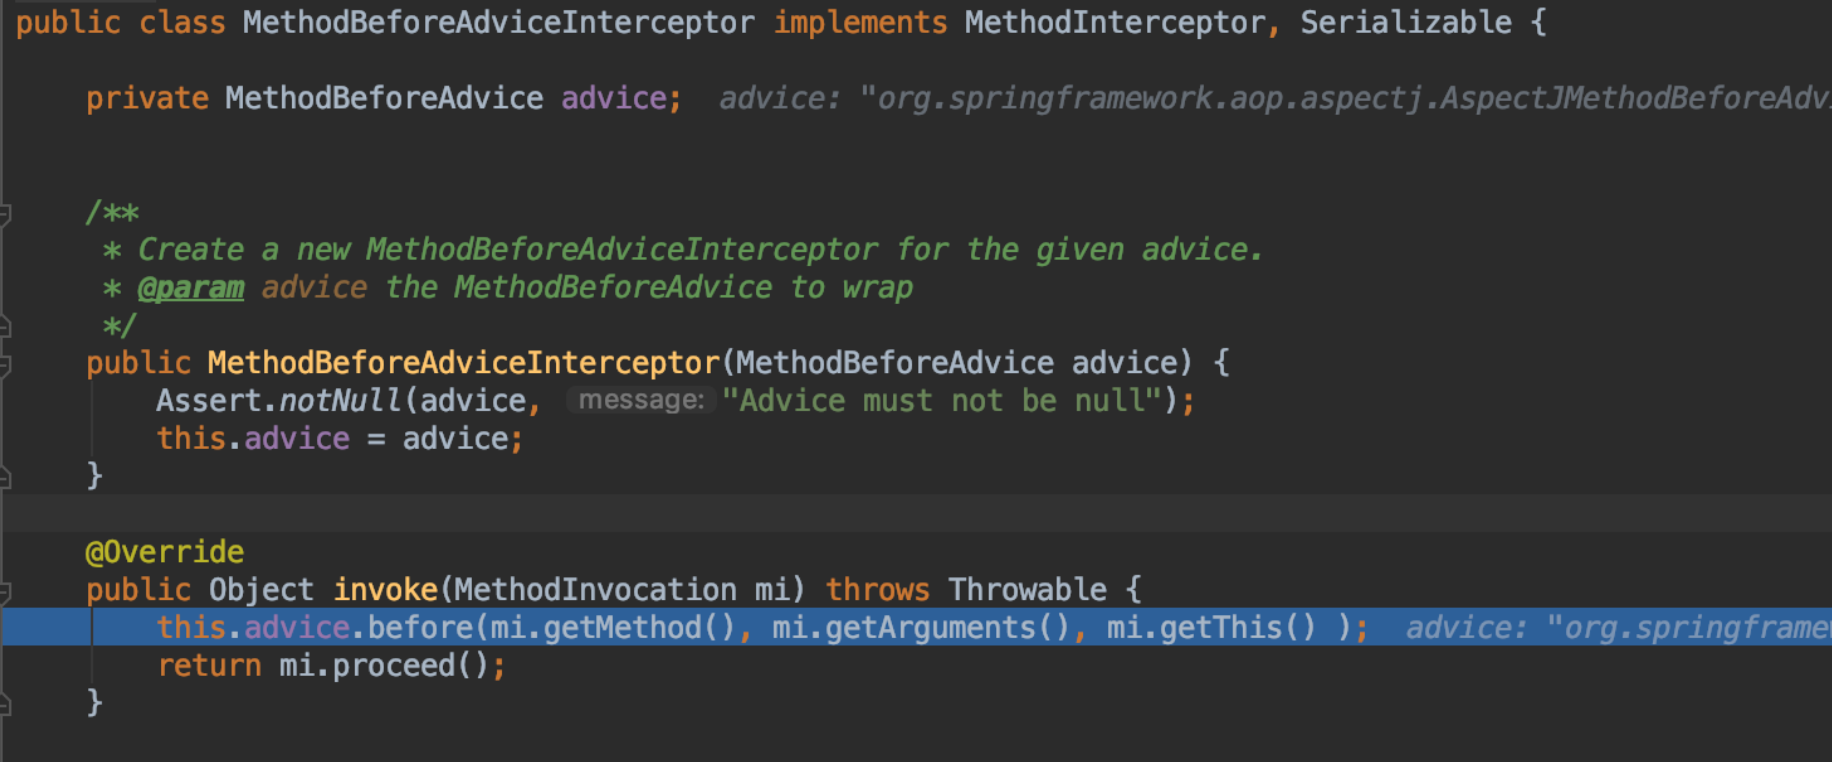 public class MethodBeforeAdviceInterceptor implements MethodInterceptor, Serializable {
private MethodBeforeAdvice advice; advice: "org.springframework.aop.aspectj.AspectJMethodBeforeAdv
/**
* Create a new MethodBeforeAdviceInterceptor for the given advice.
* @param advice the MethodBeforeAdvice to wrap
*/
public MethodBeforeAdviceInterceptor(MethodBeforeAdvice advice) {
Assert.notNull(advice, message: "Advice must not be null");
this.advice = advice;
}
@Override
public Object invoke(MethodInvocation mi) throws Throwable {
this.advice.before(mi.getMethod(), mi.getArguments(), mi.getThis() ); advice: "org.springframe
return mi.proceed();
}